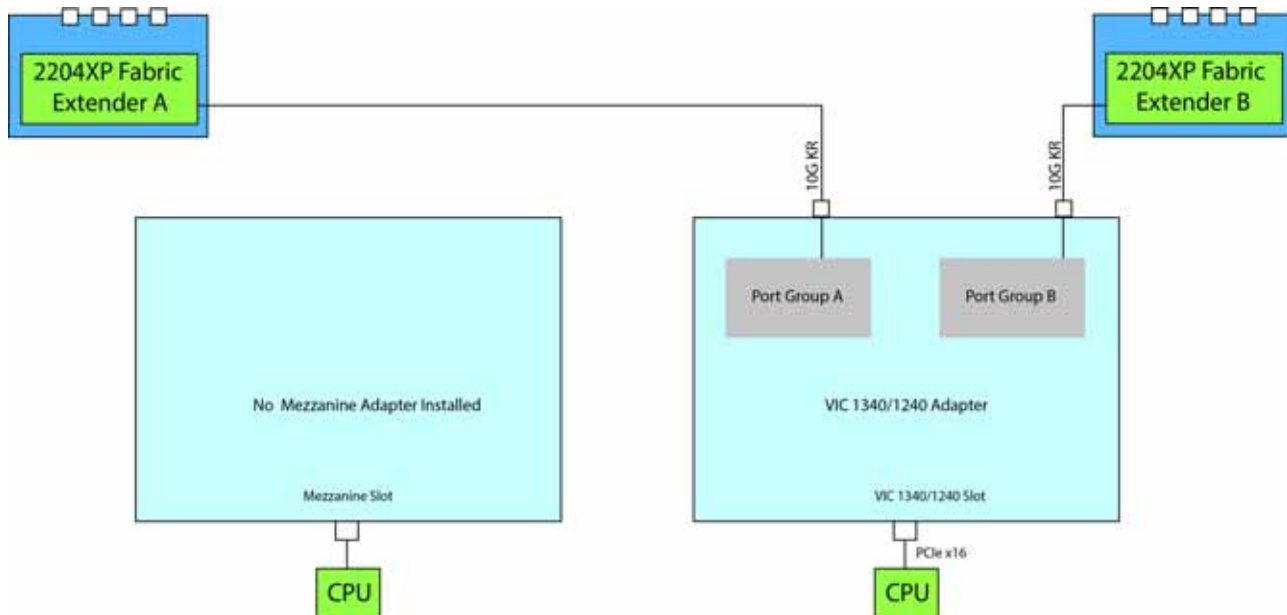 2204XP Fabric
Extender A
2204XP Fabric
Extender B
10G KR
10G KR
Port Group A
Port Group B
No Mezzanine Adapter Installed
VIC 1340/1240 Adapter
Mezzanine Slot
VIC 1340/1240 Slot
PCIe x16
CPU
CPU